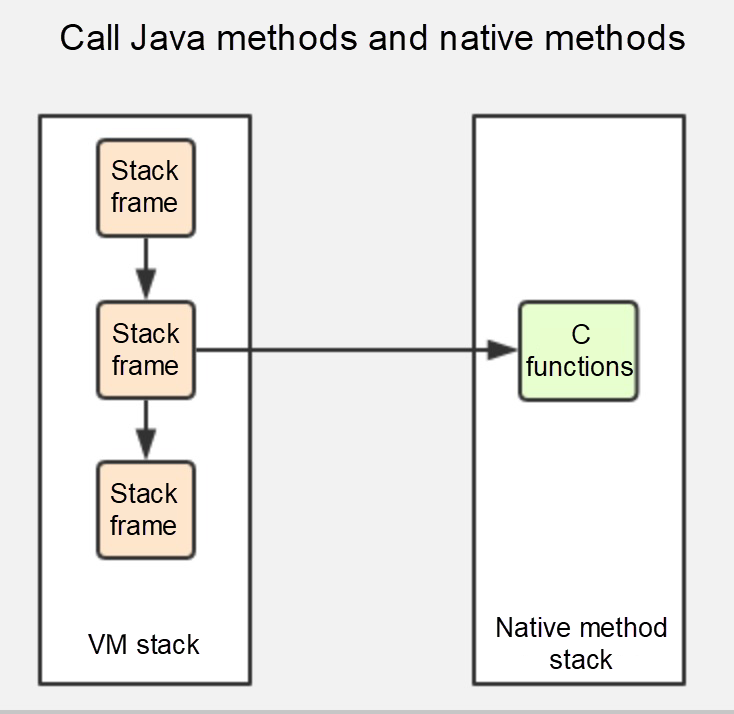 Call Java methods and native methods
Stack
frame
Stack
frame
C
functions
Stack
frame
VM stack
Native method
stack